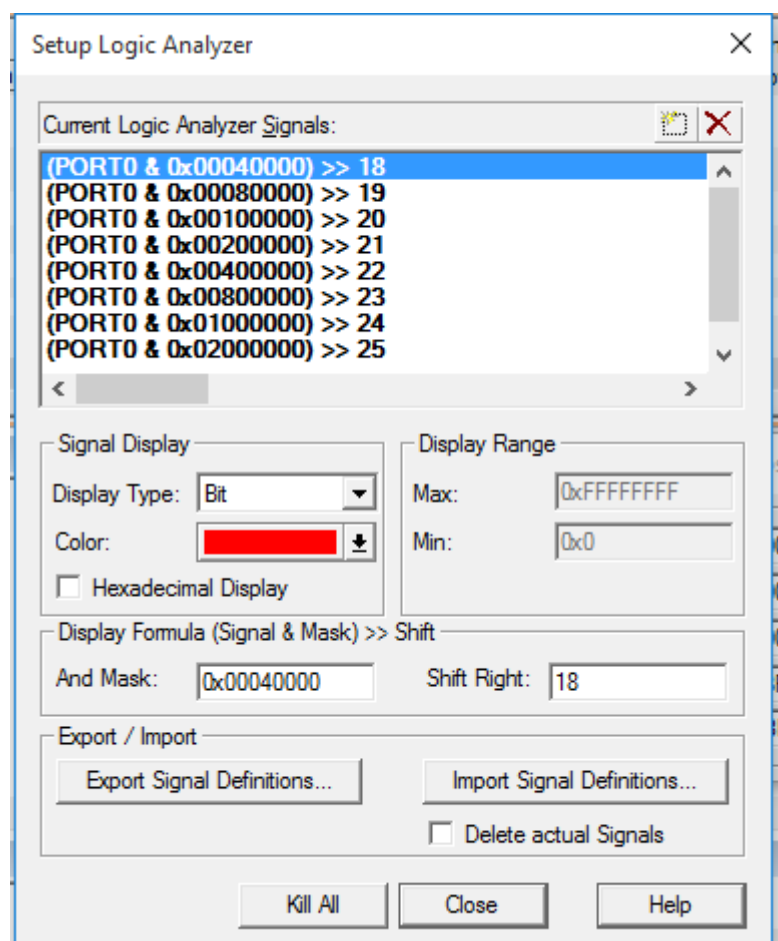 Setup Logic Analyzer
Current Logic Analyzer Signals:
(PORT0 & 0x00040000) >> 18
(PORT0 & 0x00080000) >> 19
(PORT0 & 0x00100000) >> 20
(PORT0 & 0x00200000) >> 21
(PORT0 & 0x00400000) >> 22
(PORT0 & 0x00800000) >> 23
(PORT0 & 0x01000000) >> 24
(PORT0 & 0x02000000) >> 25
Signal Display
Display Type: Bit
Color:
Hexadecimal Display
Display Range
Max: 0xFFFFFFFF
Min: 0x0
Display Formula (Signal & Mask) >> Shift
And Mask: 0x00040000 Shift Right: 18
Export / Import
Export Signal Definitions... Import Signal Definitions...
Delete actual Signals
Kill All Close Help